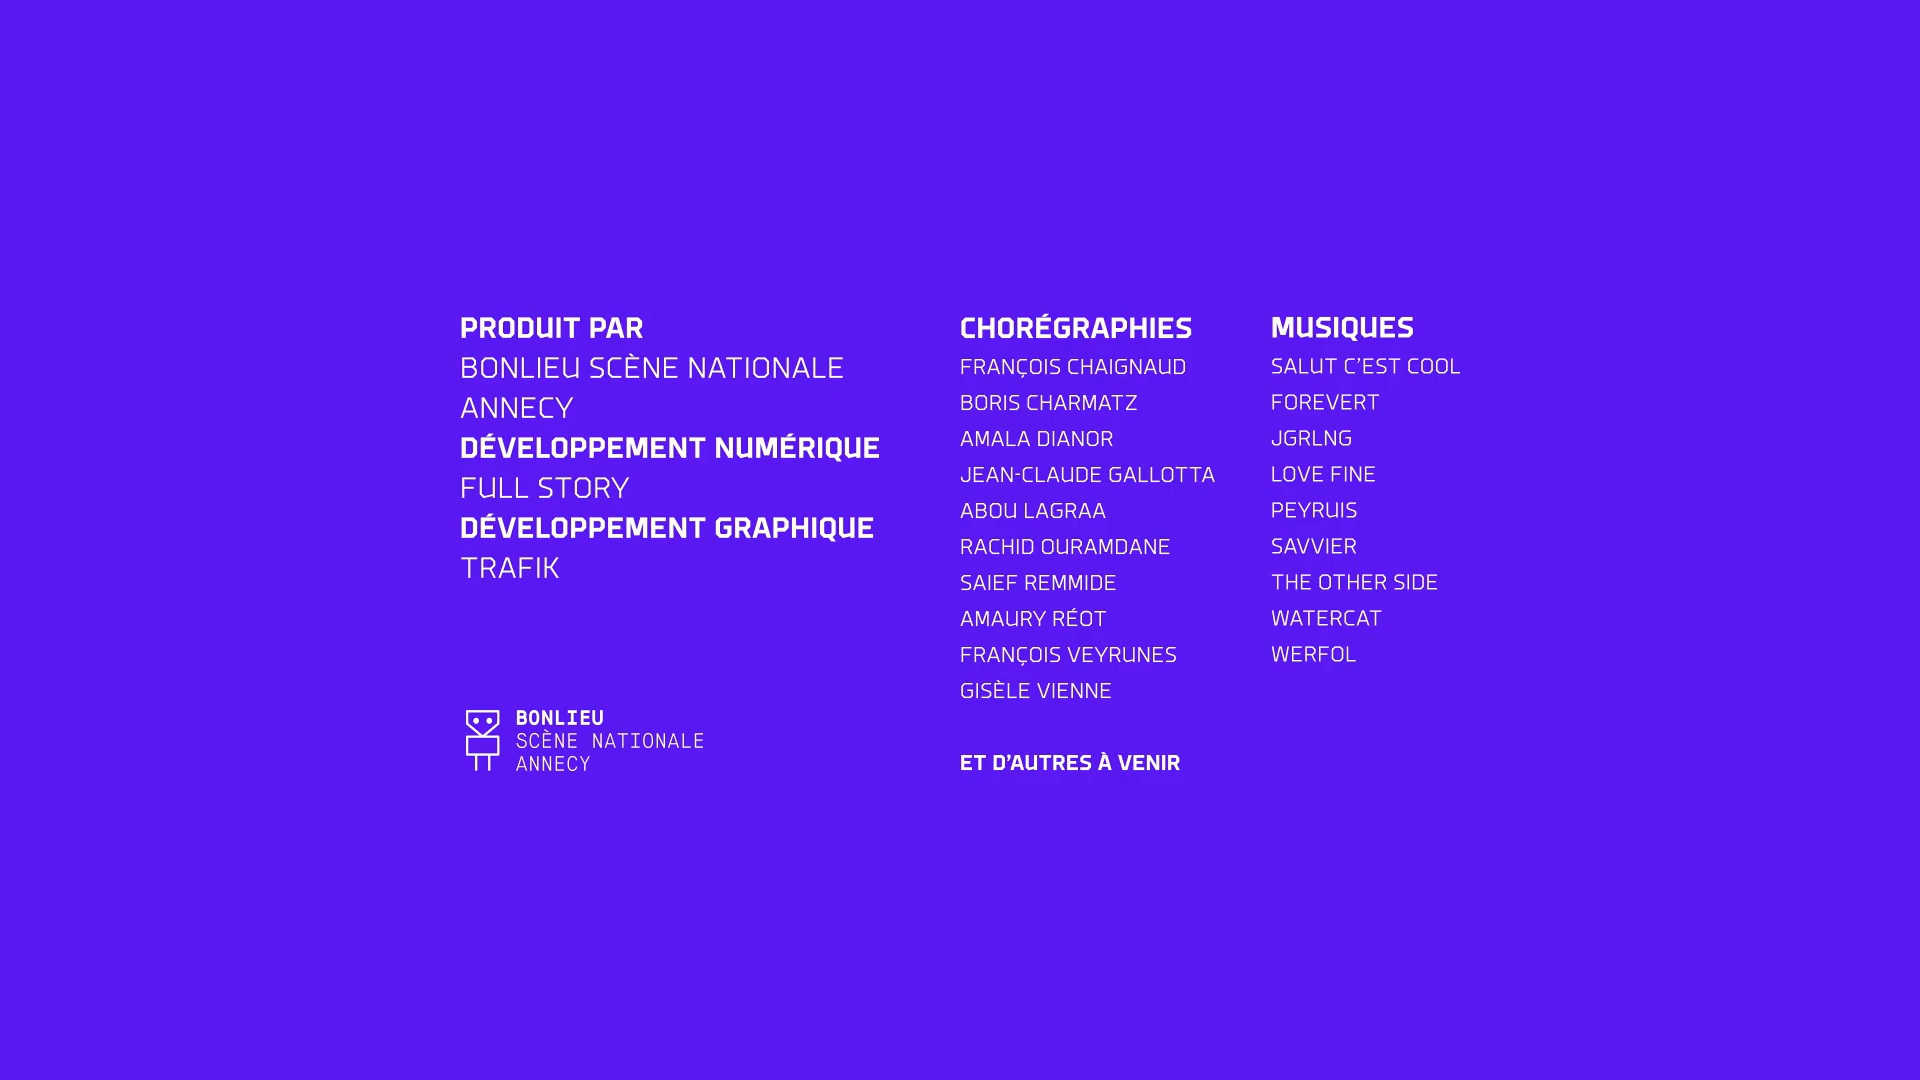 PRODUIT PAR
BONLIEU SCÈNE NATIONALE
ANNECY
DÉVELOPPEMENT NUMÉRIQUE
FULL STORY
DÉVELOPPEMENT GRAPHIQUE
TRAFIK
BONLIEU
SCÈNE NATIONALE
ANNECY
CHORÉGRAPHIES
FRANÇOIS CHAIGNAUD
BORIS CHARMATZ
AMALA DIANOR
JEAN-CLAUDE GALLOTTA
ABOU LAGRAA
RACHID OURAMDANE
SAIEF REMMIDE
AMAURY RÉOT
FRANÇOIS VEYRUNES
GISÈLE VIENNE
ET D’AUTRES À VENIR
MUSIQUES
SALUT C’EST COOL
FOREVERT
JGRLNG
LOVE FINE
PEYRUIS
SAVVIER
THE OTHER SIDE
WATERCAT
WERFOL